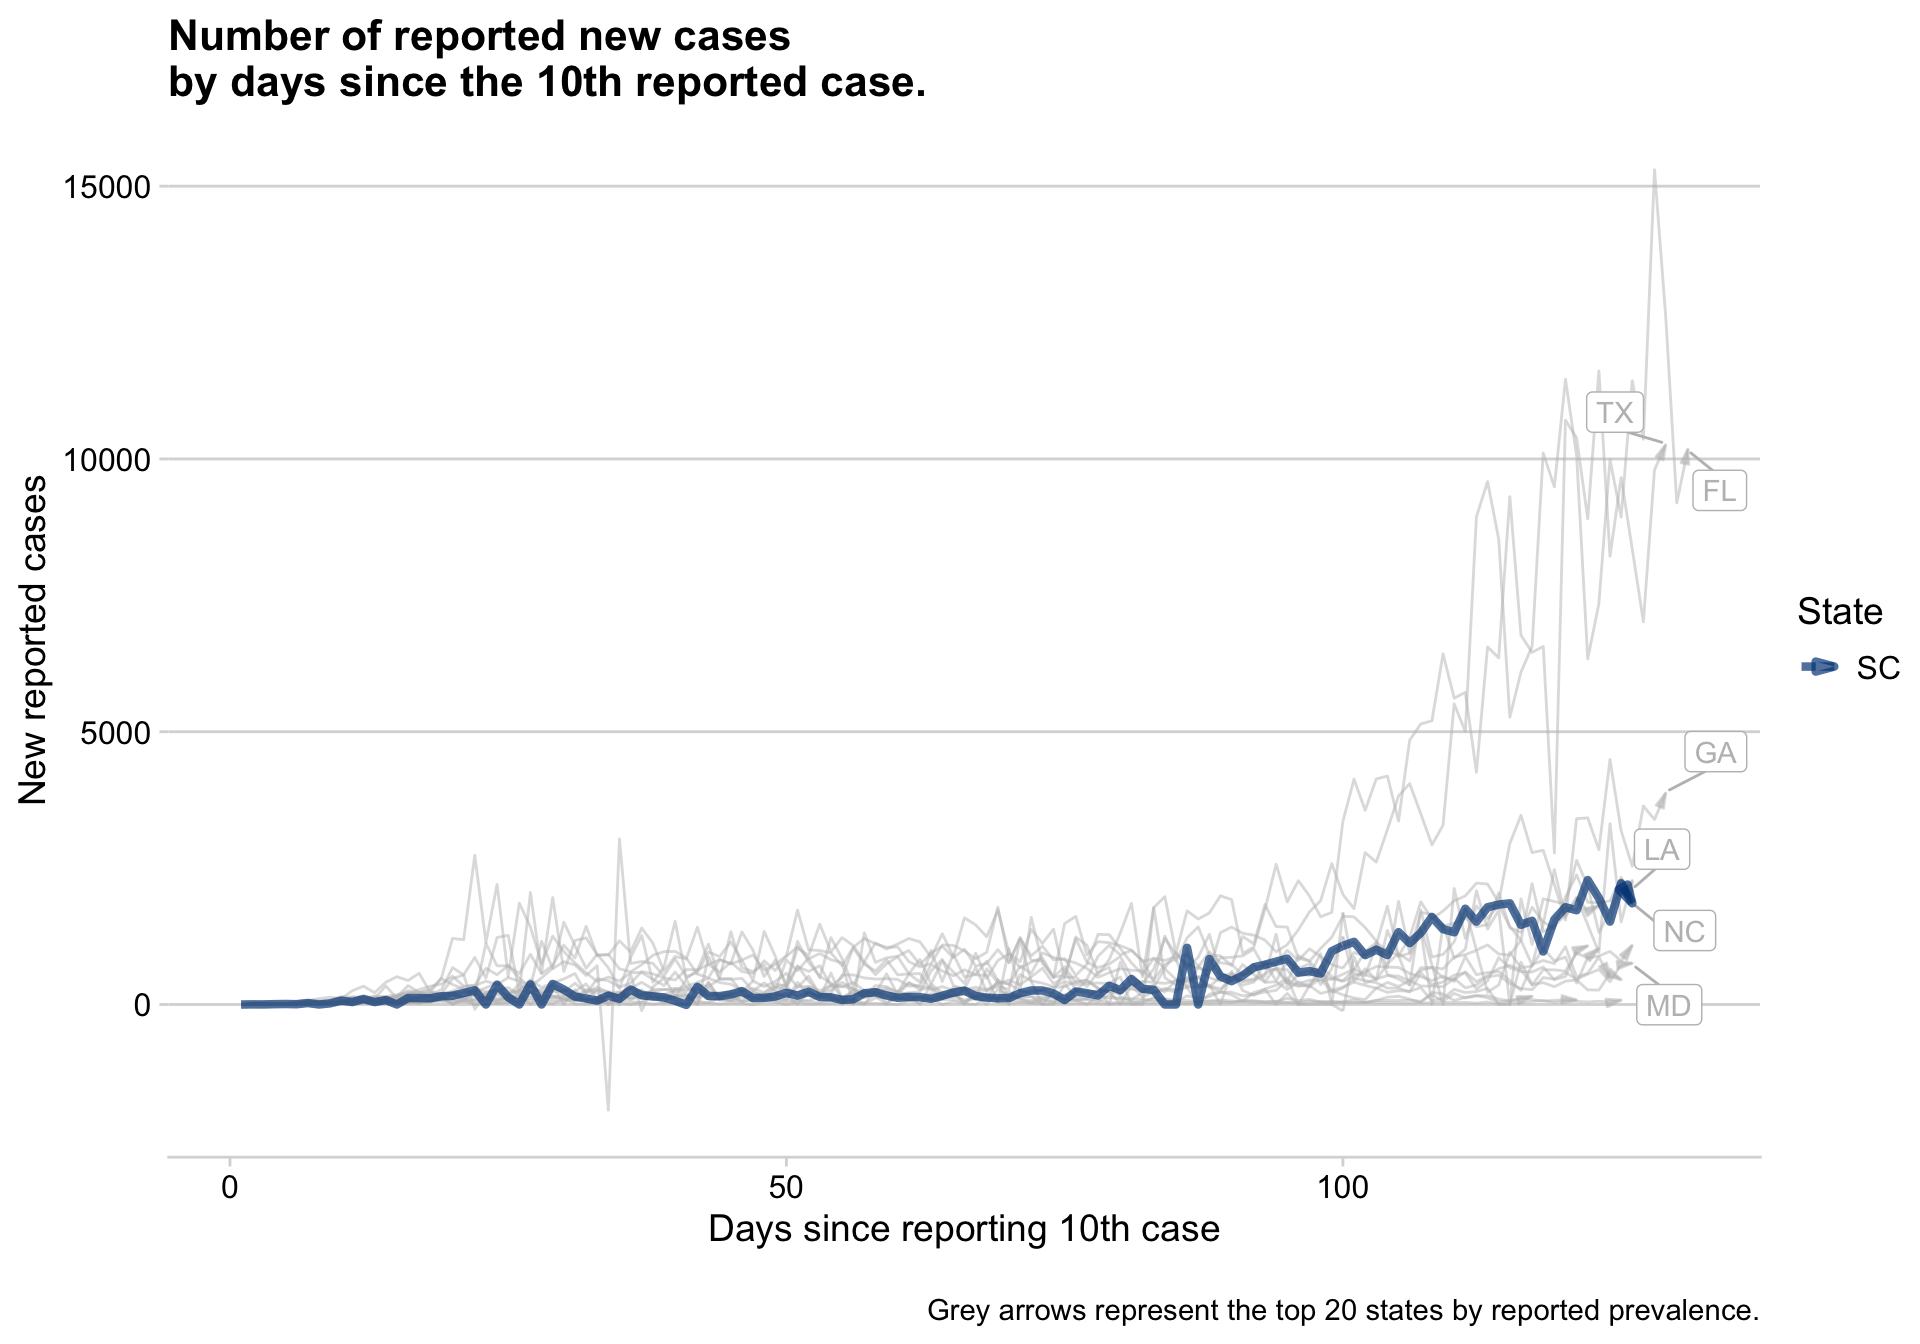 Number of reported new cases
by days since the 10th reported case.
15000
10000
5000
0
New reported cases
TX
FL
GA
LA
NC
MD
State
SC
0
50
100
Days since reporting 10th case
Grey arrows represent the top 20 states by reported prevalence.